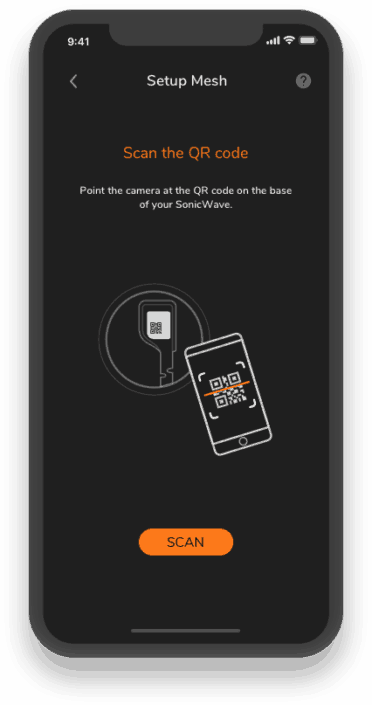 9:41
Setup Mesh
?
Scan the QR code
Point the camera at the QR code on the base
of your SonicWave.
SCAN